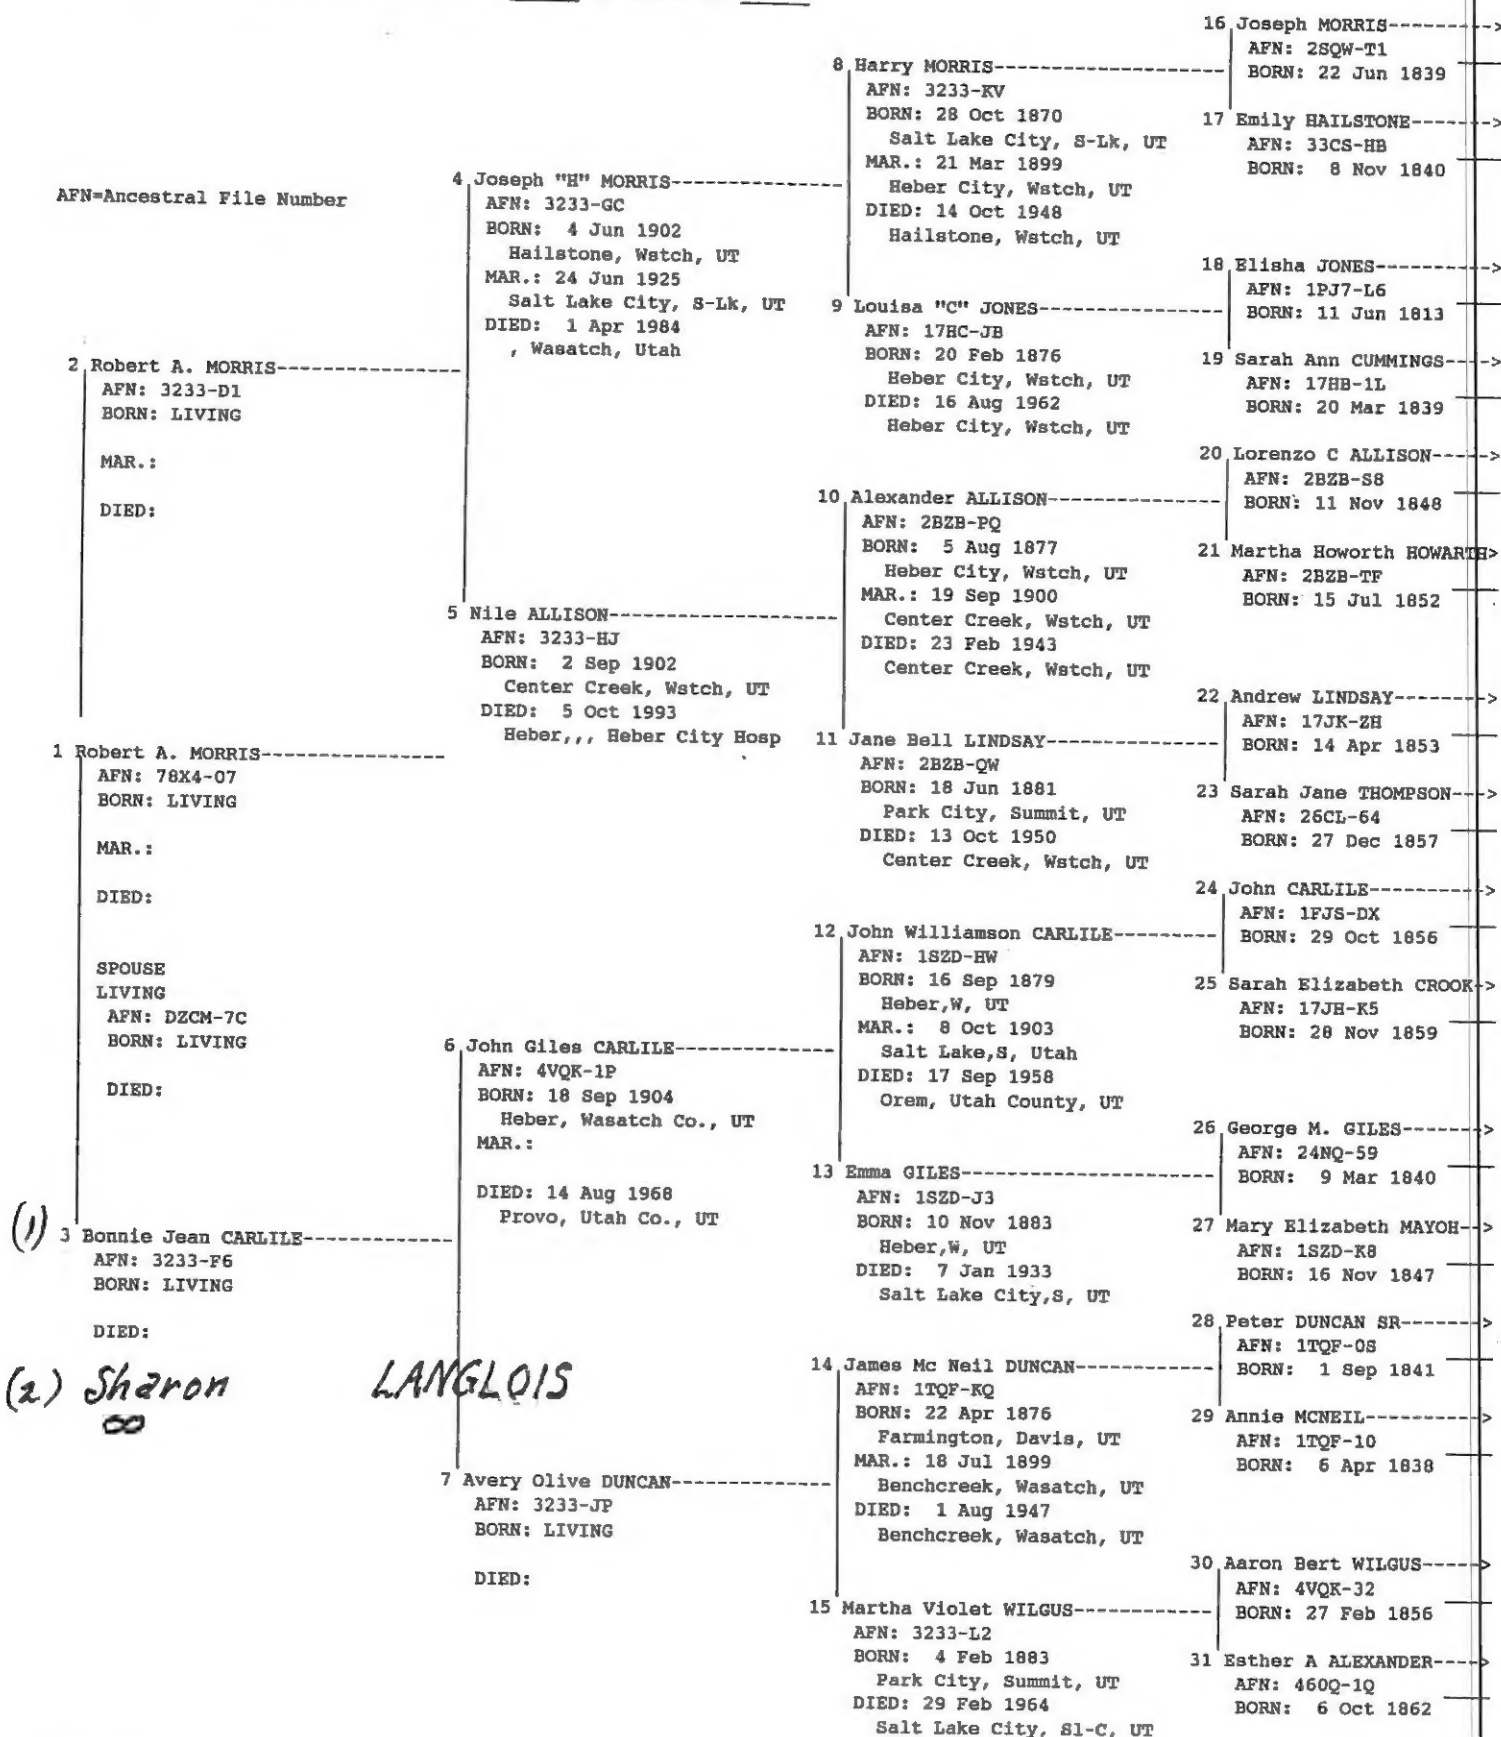 AFN=Ancestral File Number
1 Robert A. MORRIS
AFN: 78X4-07
BORN: LIVING
MAR.:
DIED:
SPOUSE
LIVING
AFN: DZCM-7C
BORN: LIVING
DIED:
2 Robert A. MORRIS
AFN: 3233-D1
BORN: LIVING
MAR.:
DIED:
(1) 3 Bonnie Jean CARLILE
AFN: 3233-F6
BORN: LIVING
DIED:
(2) Sharon LANGLOIS
∞
4 Joseph "H" MORRIS
AFN: 3233-GC
BORN: 4 Jun 1902
Hailstone, Wstch, UT
MAR.: 24 Jun 1925
Salt Lake City, S-Lk, UT
DIED: 1 Apr 1984
, Wasatch, Utah
5 Nile ALLISON
AFN: 3233-HJ
BORN: 2 Sep 1902
Center Creek, Wstch, UT
DIED: 5 Oct 1993
Heber,,, Heber City Hosp
6 John Giles CARLILE
AFN: 4VQK-1P
BORN: 18 Sep 1904
Heber, Wasatch Co., UT
MAR.:
DIED: 14 Aug 1968
Provo, Utah Co., UT
7 Avery Olive DUNCAN
AFN: 3233-JP
BORN: LIVING
DIED:
8 Harry MORRIS
AFN: 3233-KV
BORN: 28 Oct 1870
Salt Lake City, S-Lk, UT
MAR.: 21 Mar 1899
Heber City, Wstch, UT
DIED: 14 Oct 1948
Hailstone, Wstch, UT
9 Louisa "C" JONES
AFN: 17HC-JB
BORN: 20 Feb 1876
Heber City, Wstch, UT
DIED: 16 Aug 1962
Heber City, Wstch, UT
10 Alexander ALLISON
AFN: 2BZB-PQ
BORN: 5 Aug 1877
Heber City, Wstch, UT
MAR.: 19 Sep 1900
Center Creek, Wstch, UT
DIED: 23 Feb 1943
Center Creek, Wstch, UT
11 Jane Bell LINDSAY
AFN: 2BZB-QW
BORN: 18 Jun 1881
Park City, Summit, UT
DIED: 13 Oct 1950
Center Creek, Wstch, UT
12 John Williamson CARLILE
AFN: 1SZD-HW
BORN: 16 Sep 1879
Heber,W, UT
MAR.: 8 Oct 1903
Salt Lake,S, Utah
DIED: 17 Sep 1958
Orem, Utah County, UT
13 Emma GILES
AFN: 1SZD-J3
BORN: 10 Nov 1883
Heber,W, UT
DIED: 7 Jan 1933
Salt Lake City,S, UT
14 James Mc Neil DUNCAN
AFN: 1TQF-KQ
BORN: 22 Apr 1876
Farmington, Davis, UT
MAR.: 18 Jul 1899
Benchcreek, Wasatch, UT
DIED: 1 Aug 1947
Benchcreek, Wasatch, UT
15 Martha Violet WILGUS
AFN: 3233-L2
BORN: 4 Feb 1883
Park City, Summit, UT
DIED: 29 Feb 1964
Salt Lake City, Sl-C, UT
16 Joseph MORRIS
AFN: 2SQW-T1
BORN: 22 Jun 1839
17 Emily HAILSTONE
AFN: 33CS-HB
BORN: 8 Nov 1840
18 Elisha JONES
AFN: 1PJ7-L6
BORN: 11 Jun 1813
19 Sarah Ann CUMMINGS
AFN: 17HB-1L
BORN: 20 Mar 1839
20 Lorenzo C ALLISON
AFN: 2BZB-S8
BORN: 11 Nov 1848
21 Martha Howorth HOWARTH
AFN: 2BZB-TF
BORN: 15 Jul 1852
22 Andrew LINDSAY
AFN: 17JK-ZH
BORN: 14 Apr 1853
23 Sarah Jane THOMPSON
AFN: 26CL-64
BORN: 27 Dec 1857
24 John CARLILE
AFN: 1FJS-DX
BORN: 29 Oct 1856
25 Sarah Elizabeth CROOK
AFN: 17JH-K5
BORN: 28 Nov 1859
26 George M. GILES
AFN: 24NQ-59
BORN: 9 Mar 1840
27 Mary Elizabeth MAYOH
AFN: 1SZD-K8
BORN: 16 Nov 1847
28 Peter DUNCAN SR
AFN: 1TQF-0S
BORN: 1 Sep 1841
29 Annie MCNEIL
AFN: 1TQF-10
BORN: 6 Apr 1838
30 Aaron Bert WILGUS
AFN: 4VQK-32
BORN: 27 Feb 1856
31 Esther A ALEXANDER
AFN: 460Q-1Q
BORN: 6 Oct 1862